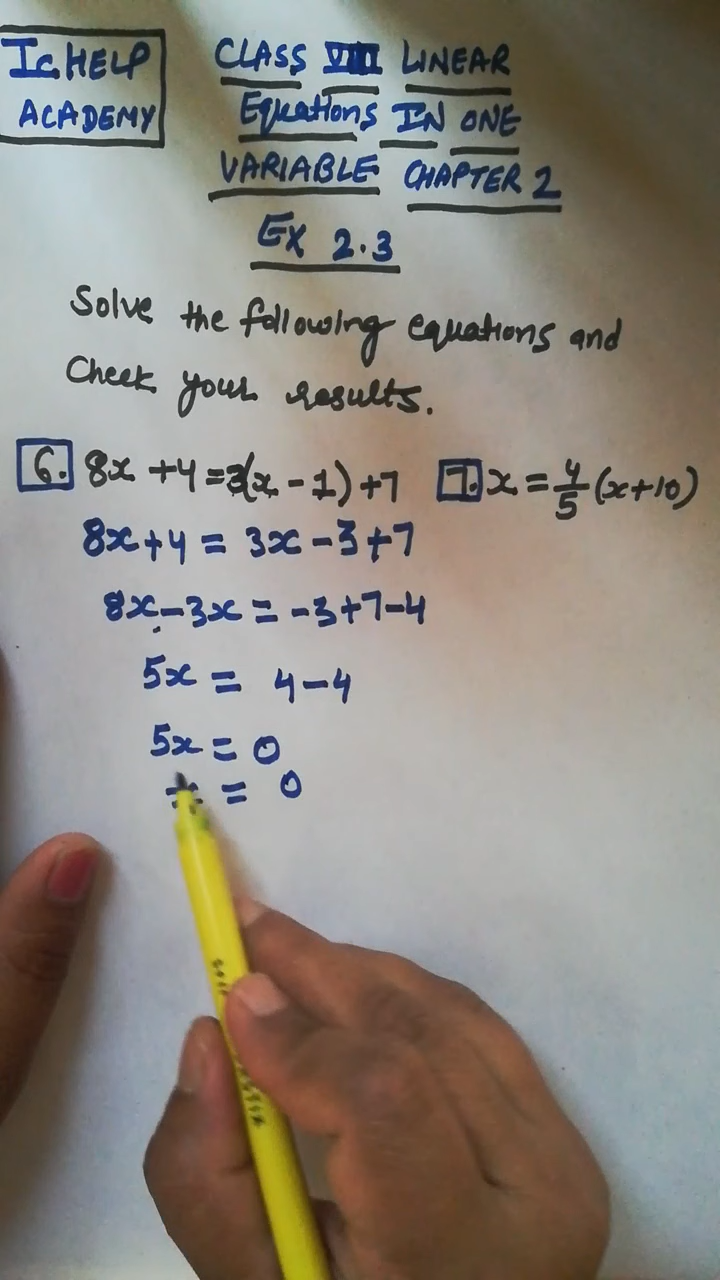 IC HELP
ACADEMY
CLASS VIII LINEAR
Equations IN ONE
VARIABLE CHAPTER 2
EX 2.3
Solve the following equations and
Check your results.
6. 8x + 4 = 3(x - 1) + 7
7. x = 4/5 (x + 10)
8x + 4 = 3x - 3 + 7
8x - 3x = -3 + 7 - 4
5x = 4 - 4
5x = 0
x = 0